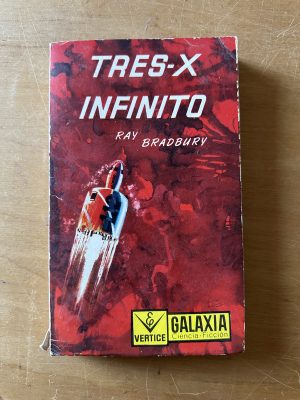 TRES-X
INFINITO
RAY
BRADBURY
VERTICE
GALAXIA
Ciencia-Ficción